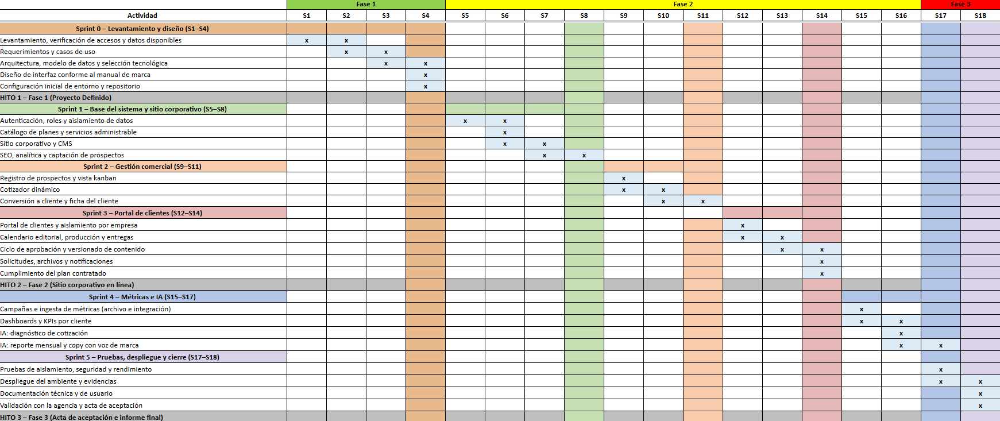 Fase 1 Fase 2 Fase 3
Actividad S1 S2 S3 S4 S5 S6 S7 S8 S9 S10 S11 S12 S13 S14 S15 S16 S17 S18
Sprint 0 – Levantamiento y diseño (S1–S4)
Levantamiento, verificación de accesos y datos disponibles x x
Requerimientos y casos de uso x x
Arquitectura, modelo de datos y selección tecnológica x x
Diseño de interfaz conforme al manual de marca x
Configuración inicial de entorno y repositorio x
HITO 1 – Fase 1 (Proyecto Definido)
Sprint 1 – Base del sistema y sitio corporativo (S5–S8)
Autenticación, roles y aislamiento de datos x x
Catálogo de planes y servicios administrable x
Sitio corporativo y CMS x x
SEO, analítica y captación de prospectos x x
Sprint 2 – Gestión comercial (S9–S11)
Registro de prospectos y vista kanban x
Cotizador dinámico x x
Conversión a cliente y ficha del cliente x x
Sprint 3 – Portal de clientes (S12–S14)
Portal de clientes y aislamiento por empresa x
Calendario editorial, producción y entregas x x
Ciclo de aprobación y versionado de contenido x x
Solicitudes, archivos y notificaciones x
Cumplimiento del plan contratado x
HITO 2 – Fase 2 (Sitio corporativo en línea)
Sprint 4 – Métricas e IA (S15–S17)
Campañas e ingesta de métricas (archivo e integración) x
Dashboards y KPIs por cliente x x
IA: diagnóstico de cotización x
IA: reporte mensual y copy con voz de marca x x
Sprint 5 – Pruebas, despliegue y cierre (S17–S18)
Pruebas de aislamiento, seguridad y rendimiento x
Despliegue del ambiente y evidencias x x
Documentación técnica y de usuario x
Validación con la agencia y acta de aceptación x
HITO 3 – Fase 3 (Acta de aceptación e informe final)